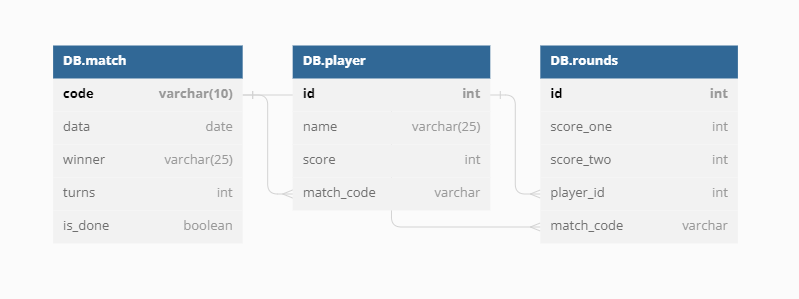 DB.match
code varchar(10)
data date
winner varchar(25)
turns int
is_done boolean
DB.player
id int
name varchar(25)
score int
match_code varchar
DB.rounds
id int
score_one int
score_two int
player_id int
match_code varchar